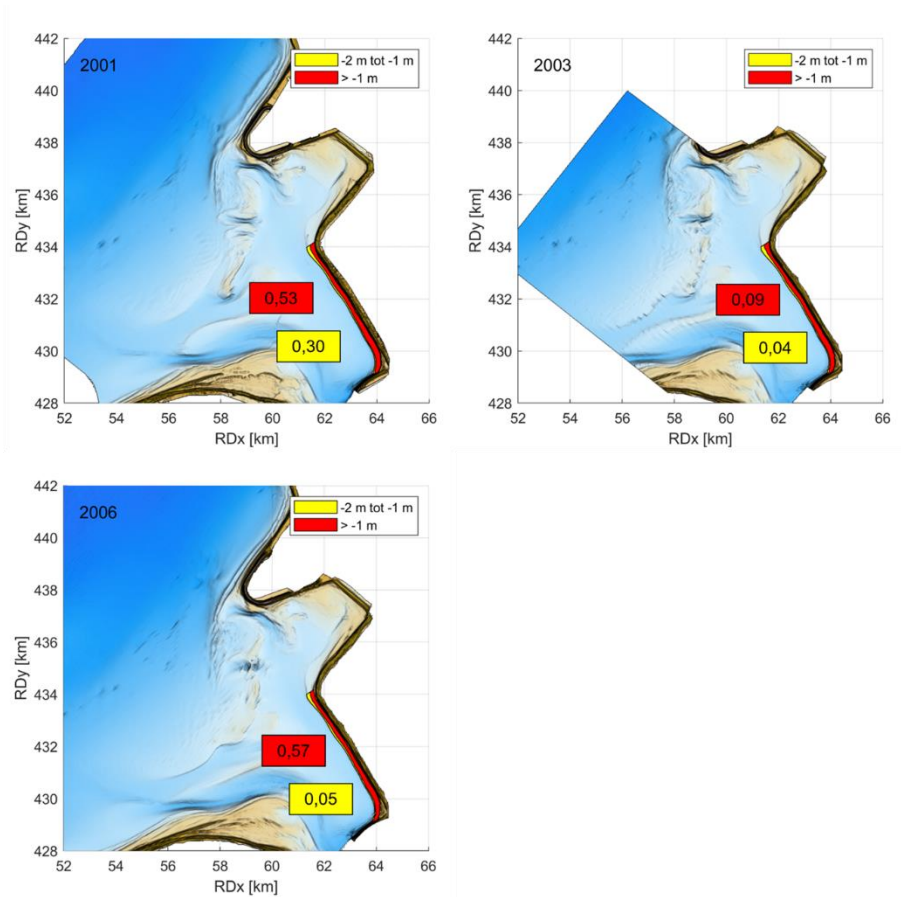 2001
-2 m tot -1 m
> -1 m
442
440
438
436
434
432
430
428
RDy [km]
0,53
0,30
52 54 56 58 60 62 64 66
RDx [km]
2003
-2 m tot -1 m
> -1 m
442
440
438
436
434
432
430
428
RDy [km]
0,09
0,04
52 54 56 58 60 62 64 66
RDx [km]
2006
-2 m tot -1 m
> -1 m
442
440
438
436
434
432
430
428
RDy [km]
0,57
0,05
52 54 56 58 60 62 64 66
RDx [km]